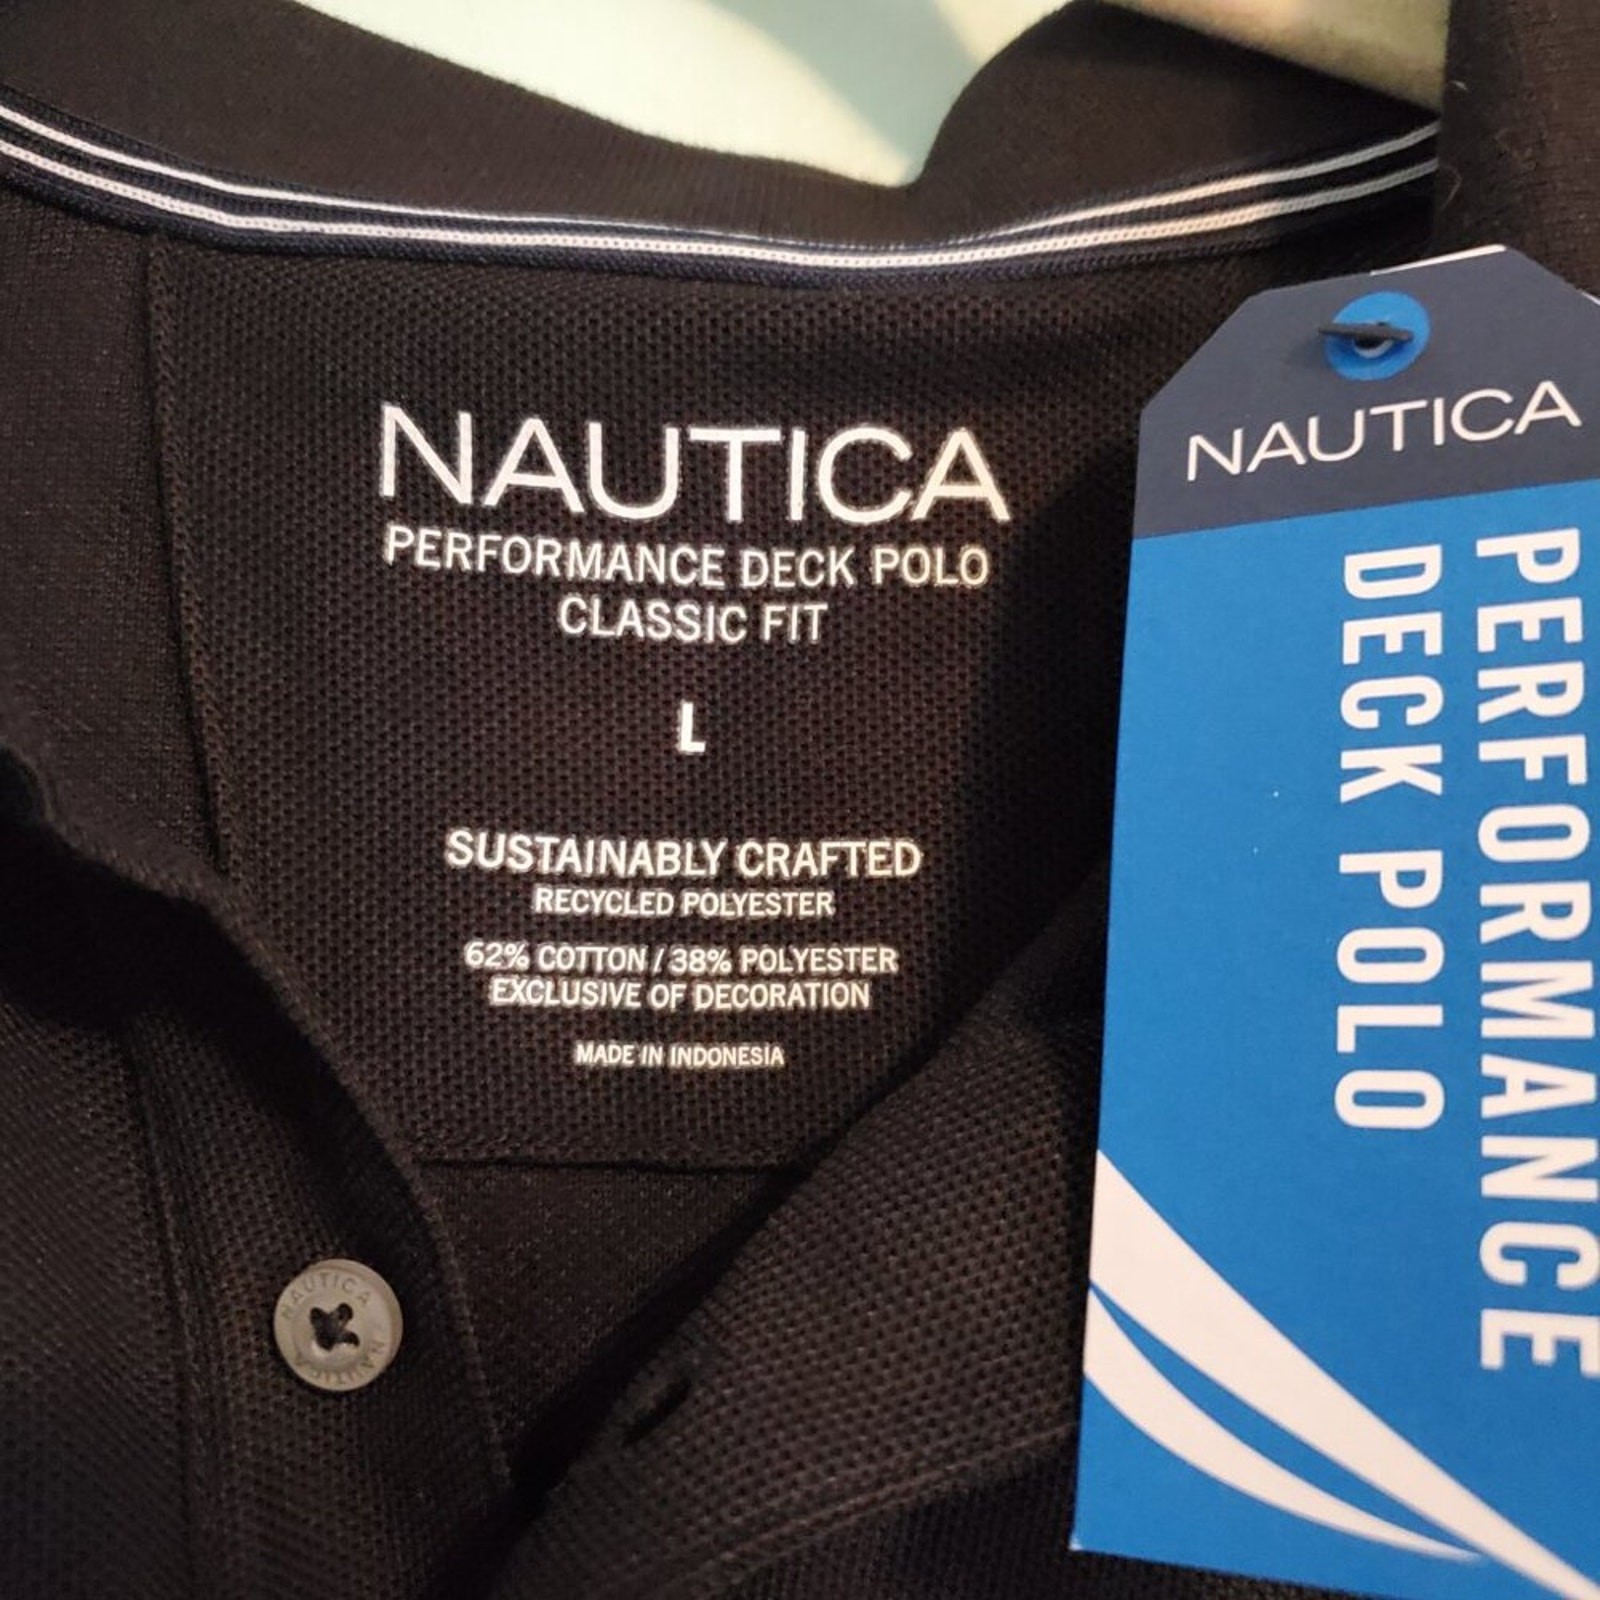 NAUTICA
PERFORMANCE DECK POLO
CLASSIC FIT
L
SUSTAINABLY CRAFTED
RECYCLED POLYESTER
62% COTTON / 38% POLYESTER
EXCLUSIVE OF DECORATION
MADE IN INDONESIA
NAUTICA
PERFORMANCE
DECK POLO
NAUTICA
NAUTICA